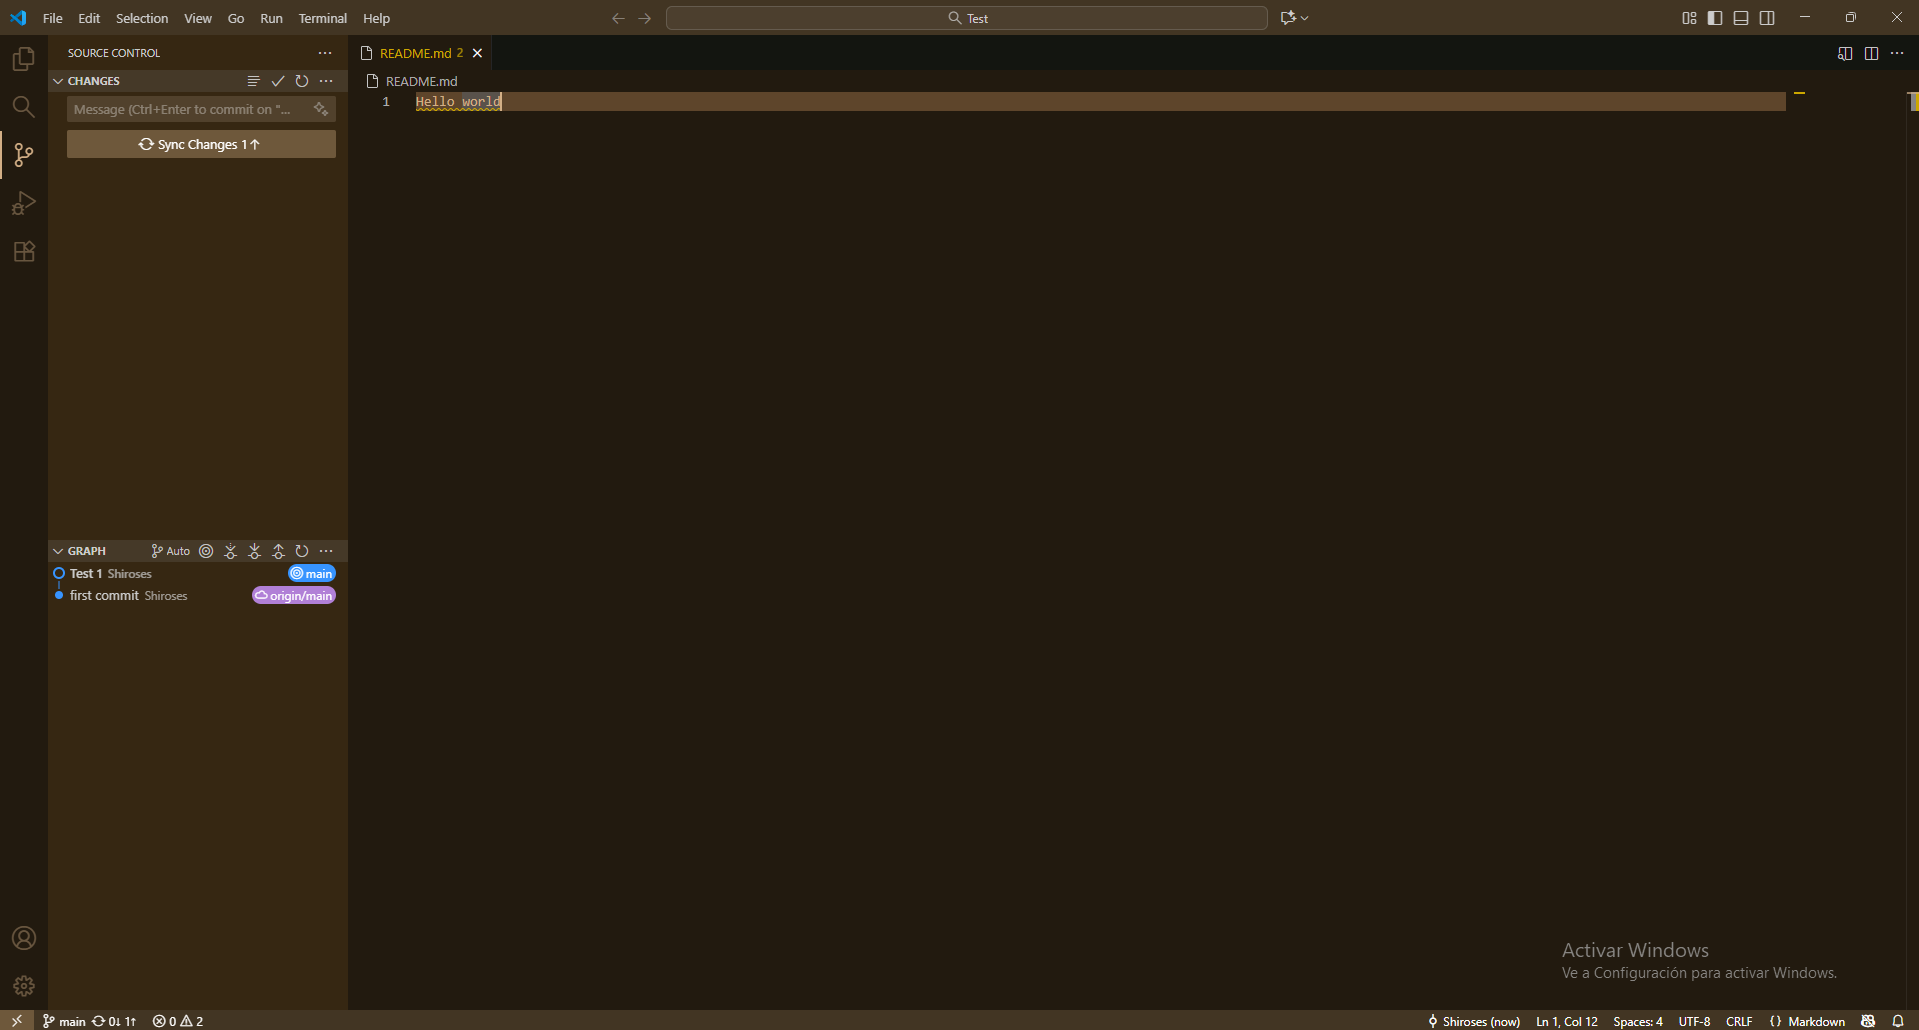 File Edit Selection View Go Run Terminal Help
Test
SOURCE CONTROL
CHANGES
Message (Ctrl+Enter to commit on "...
Sync Changes 1↑
README.md 2
README.md
1 Hello world
GRAPH Auto
Test 1 Shiroses main
first commit Shiroses origin/main
Activar Windows
Ve a Configuración para activar Windows.
main 0↓ 1↑ 0 2
Shiroses (now) Ln 1, Col 12 Spaces: 4 UTF-8 CRLF {} Markdown